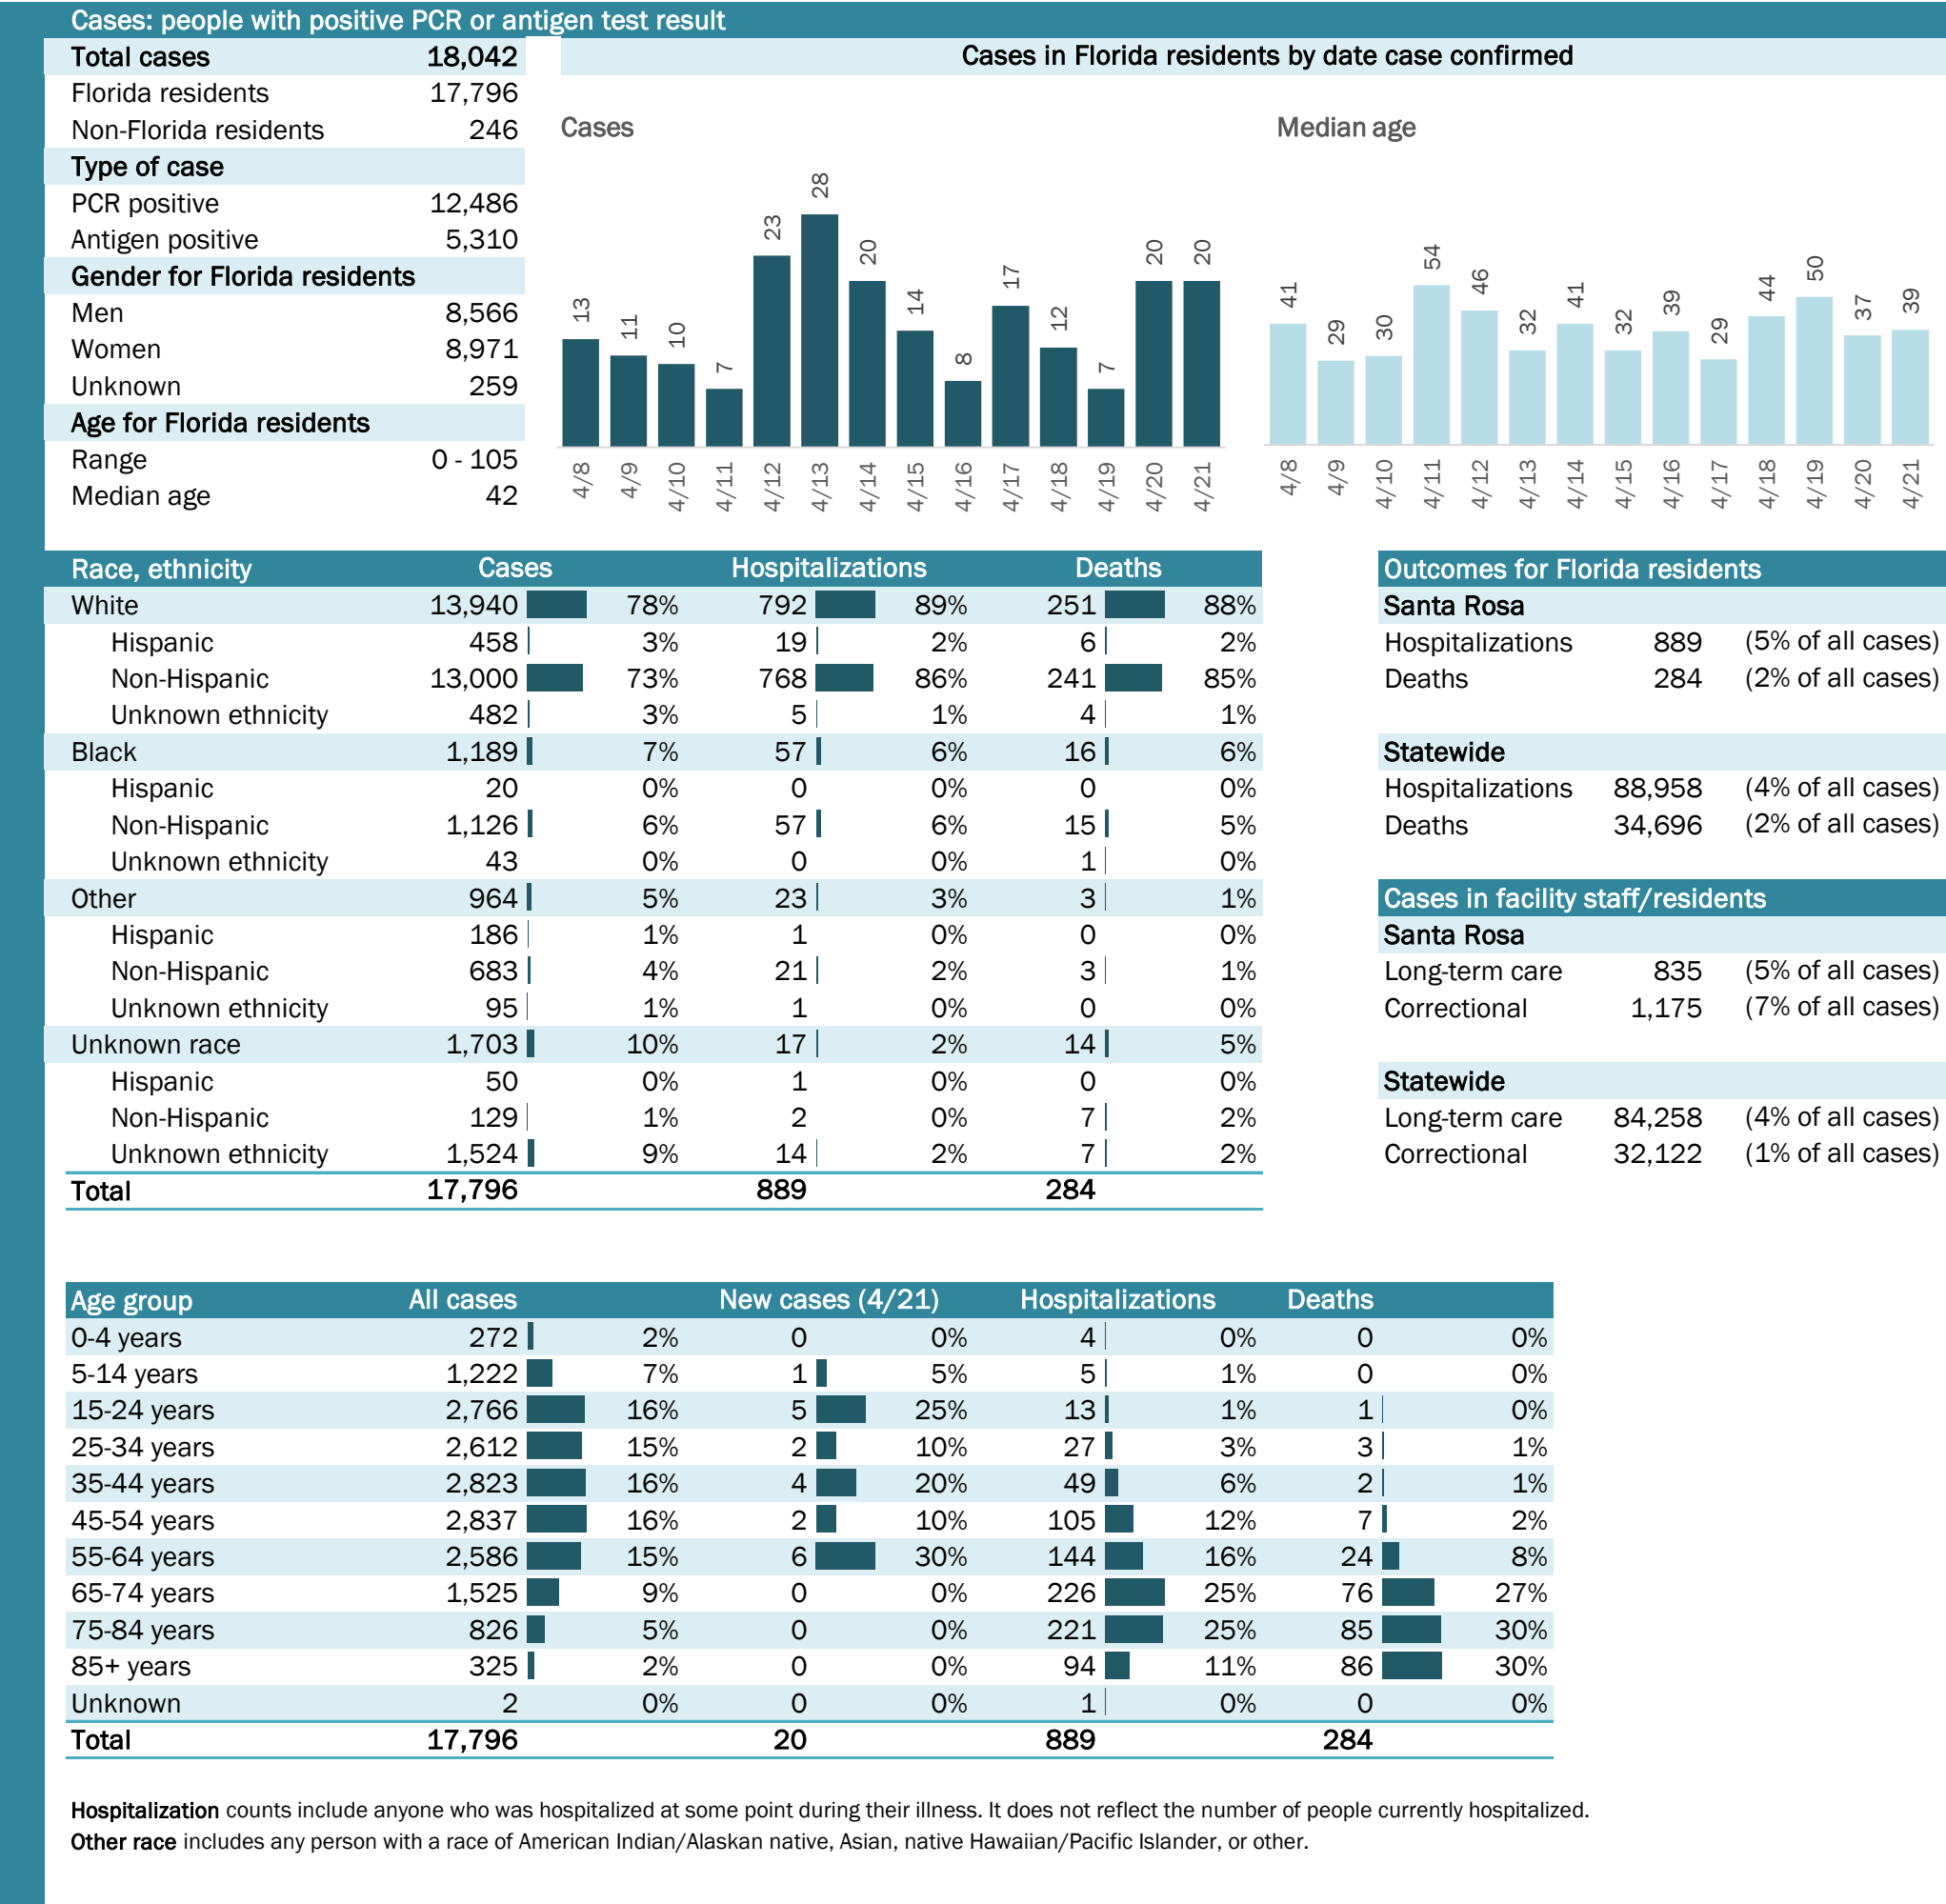 Cases: people with positive PCR or antigen test result
Total cases 18,042
Florida residents 17,796
Non-Florida residents 246
Type of case
PCR positive 12,486
Antigen positive 5,310
Gender for Florida residents
Men 8,566
Women 8,971
Unknown 259
Age for Florida residents
Range 0 - 105
Median age 42
Cases in Florida residents by date case confirmed
Cases
13 11 10 7 23 28 20 14 8 17 12 7 20 20
4/8 4/9 4/10 4/11 4/12 4/13 4/14 4/15 4/16 4/17 4/18 4/19 4/20 4/21
Median age
41 29 30 54 46 32 41 32 39 29 44 50 37 39
4/8 4/9 4/10 4/11 4/12 4/13 4/14 4/15 4/16 4/17 4/18 4/19 4/20 4/21
Race, ethnicity Cases Hospitalizations Deaths
White 13,940 78% 792 89% 251 88%
Hispanic 458 3% 19 2% 6 2%
Non-Hispanic 13,000 73% 768 86% 241 85%
Unknown ethnicity 482 3% 5 1% 4 1%
Black 1,189 7% 57 6% 16 6%
Hispanic 20 0% 0 0% 0 0%
Non-Hispanic 1,126 6% 57 6% 15 5%
Unknown ethnicity 43 0% 0 0% 1 0%
Other 964 5% 23 3% 3 1%
Hispanic 186 1% 1 0% 0 0%
Non-Hispanic 683 4% 21 2% 3 1%
Unknown ethnicity 95 1% 1 0% 0 0%
Unknown race 1,703 10% 17 2% 14 5%
Hispanic 50 0% 1 0% 0 0%
Non-Hispanic 129 1% 2 0% 7 2%
Unknown ethnicity 1,524 9% 14 2% 7 2%
Total 17,796 889 284
Outcomes for Florida residents
Santa Rosa
Hospitalizations 889 (5% of all cases)
Deaths 284 (2% of all cases)
Statewide
Hospitalizations 88,958 (4% of all cases)
Deaths 34,696 (2% of all cases)
Cases in facility staff/residents
Santa Rosa
Long-term care 835 (5% of all cases)
Correctional 1,175 (7% of all cases)
Statewide
Long-term care 84,258 (4% of all cases)
Correctional 32,122 (1% of all cases)
Age group All cases New cases (4/21) Hospitalizations Deaths
0-4 years 272 2% 0 0% 4 0% 0 0%
5-14 years 1,222 7% 1 5% 5 1% 0 0%
15-24 years 2,766 16% 5 25% 13 1% 1 0%
25-34 years 2,612 15% 2 10% 27 3% 3 1%
35-44 years 2,823 16% 4 20% 49 6% 2 1%
45-54 years 2,837 16% 2 10% 105 12% 7 2%
55-64 years 2,586 15% 6 30% 144 16% 24 8%
65-74 years 1,525 9% 0 0% 226 25% 76 27%
75-84 years 826 5% 0 0% 221 25% 85 30%
85+ years 325 2% 0 0% 94 11% 86 30%
Unknown 2 0% 0 0% 1 0% 0 0%
Total 17,796 20 889 284
Hospitalization counts include anyone who was hospitalized at some point during their illness. It does not reflect the number of people currently hospitalized.
Other race includes any person with a race of American Indian/Alaskan native, Asian, native Hawaiian/Pacific Islander, or other.